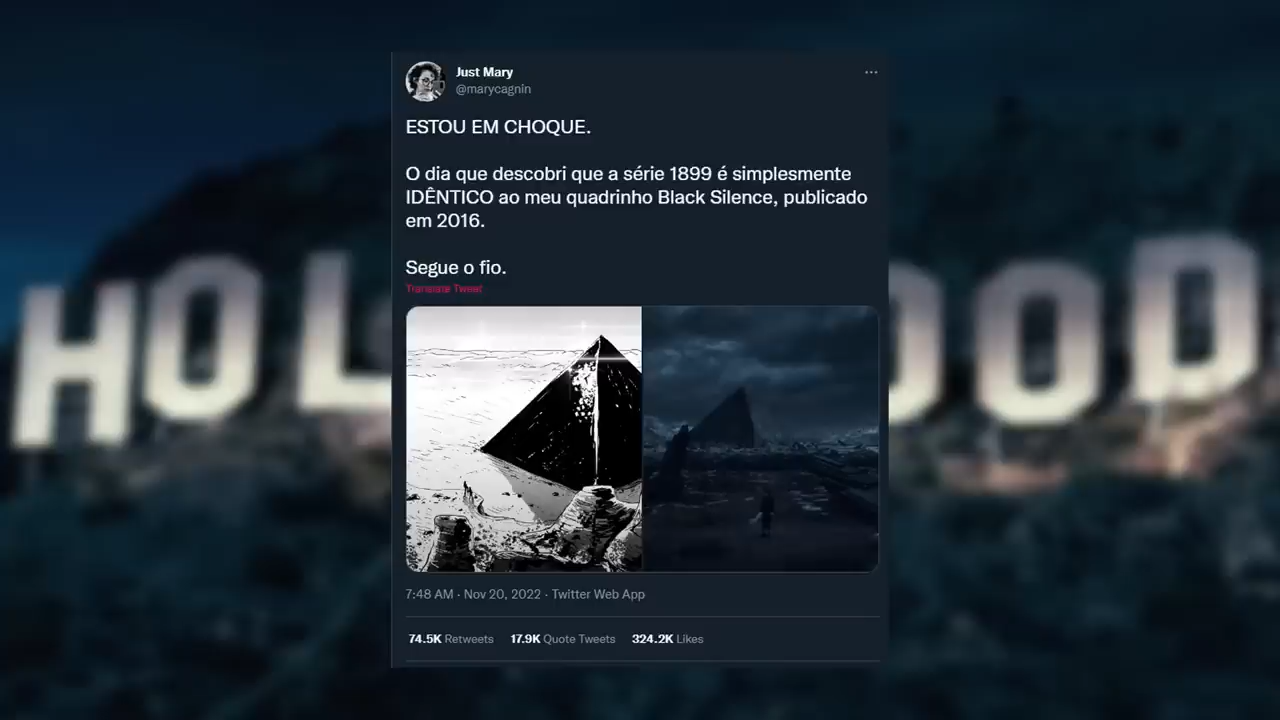 Just Mary
@marycagnin
ESTOU EM CHOQUE.
O dia que descobri que a série 1899 é simplesmente
IDÊNTICO ao meu quadrinho Black Silence, publicado
em 2016.
Segue o fio.
Translate Tweet
HOL OOD
7:48 AM · Nov 20, 2022 · Twitter Web App
74.5K Retweets 17.9K Quote Tweets 324.2K Likes